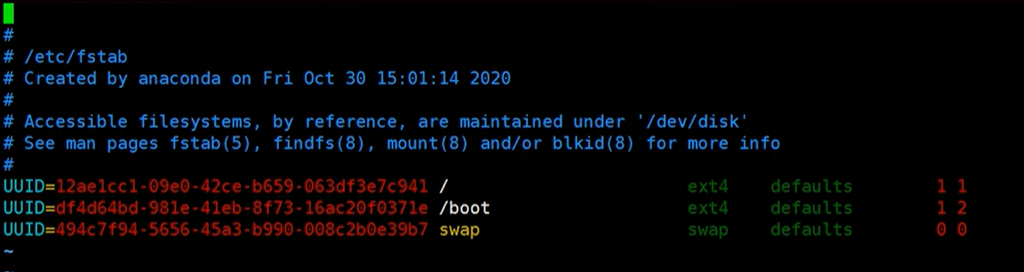 #
# /etc/fstab
# Created by anaconda on Fri Oct 30 15:01:14 2020
#
# Accessible filesystems, by reference, are maintained under '/dev/disk'
# See man pages fstab(5), findfs(8), mount(8) and/or blkid(8) for more info
#
UUID=12ae1cc1-09e0-42ce-b659-063df3e7c941 / ext4 defaults 1 1
UUID=df4d64bd-981e-41eb-8f73-16ac20f0371e /boot ext4 defaults 1 2
UUID=494c7f94-5656-45a3-b990-008c2b0e39b7 swap swap defaults 0 0
~